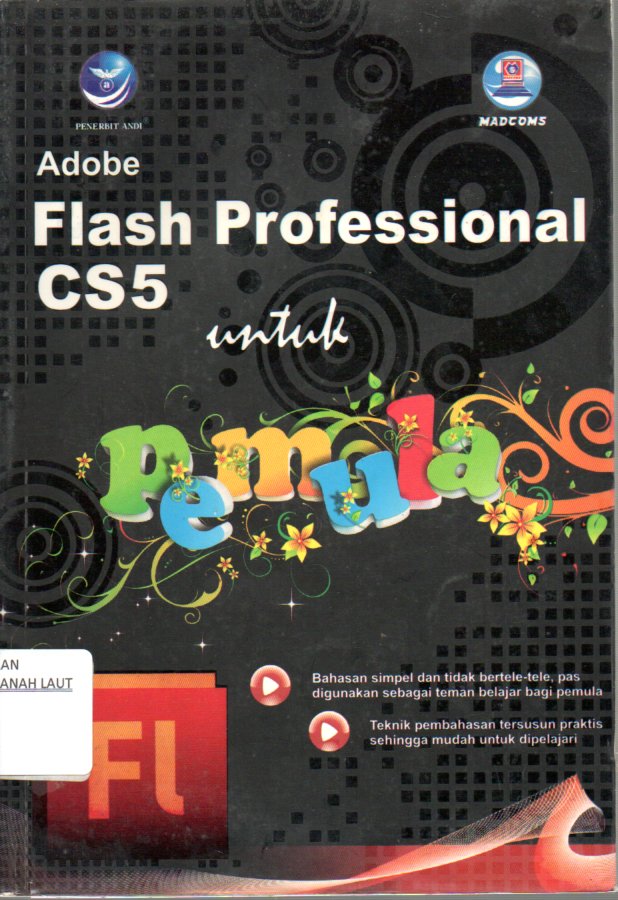 PENERBIT ANDI
MADCOMS
Adobe
Flash Professional
CS5
untuk
pemula
AN
ANAH LAUT
Bahasan simpel dan tidak bertele-tele, pas
digunakan sebagai teman belajar bagi pemula
Teknik pembahasan tersusun praktis
sehingga mudah untuk dipelajari
Fl